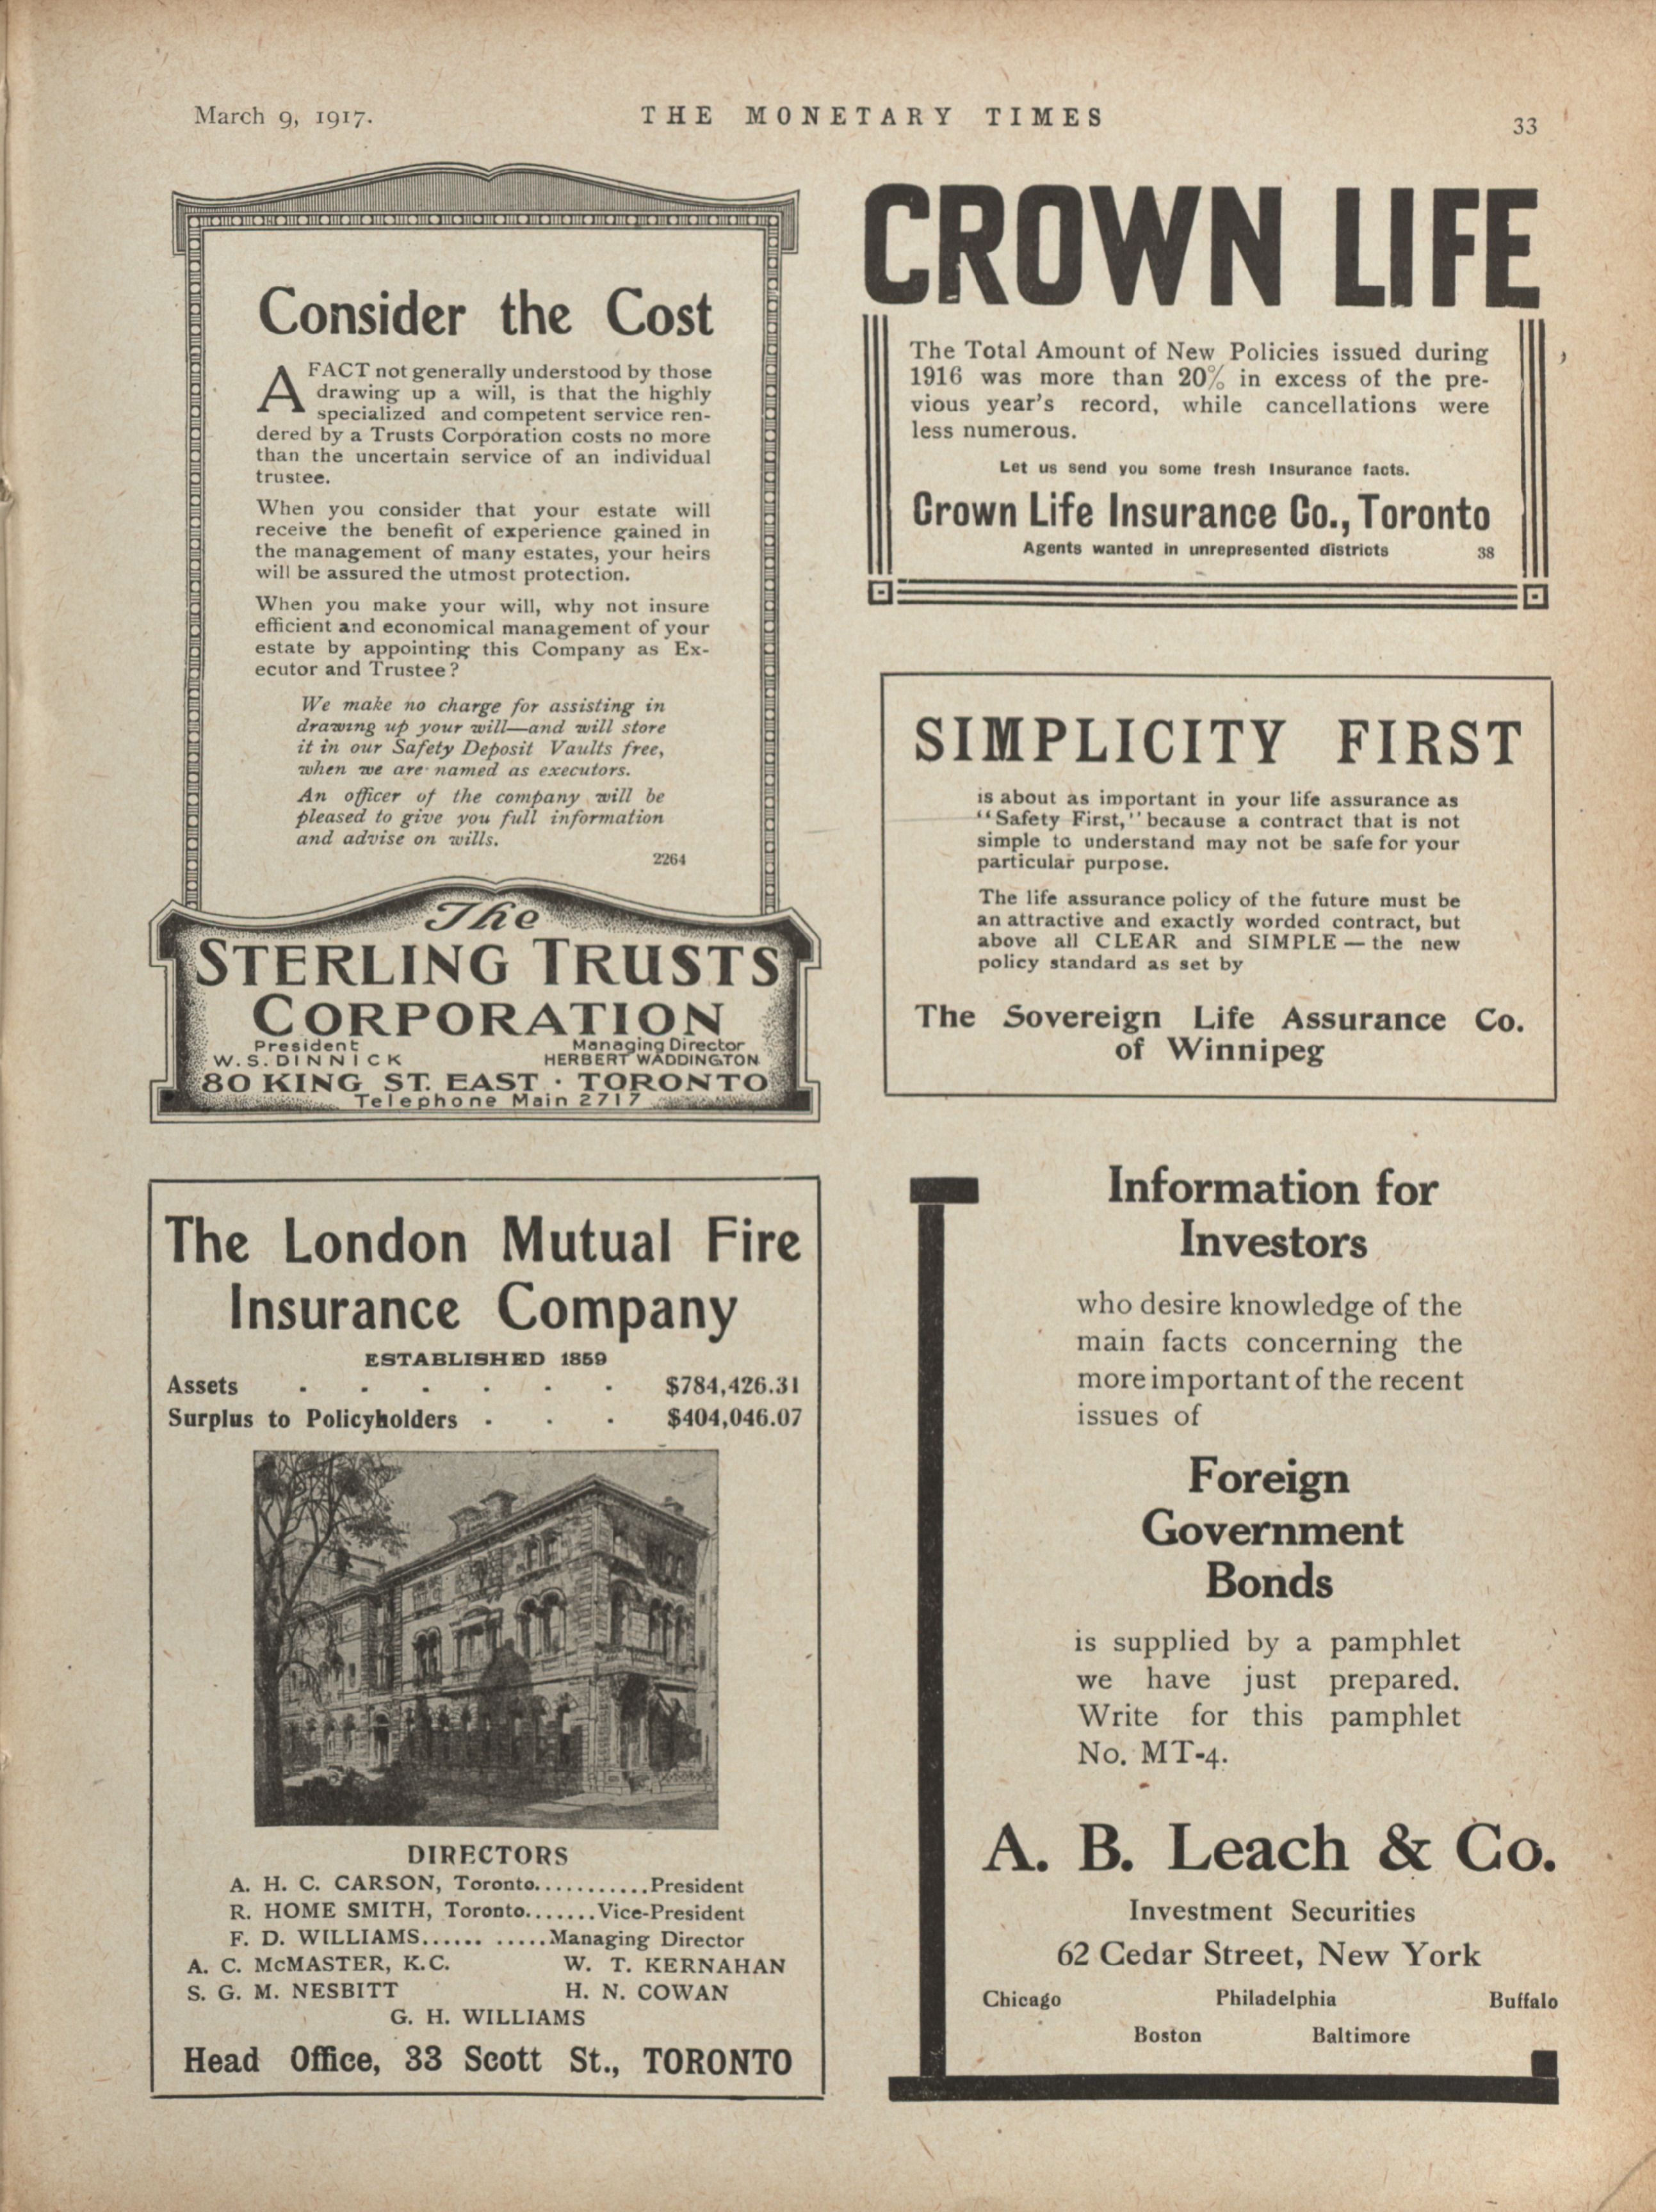 March 9, 1917.
THE MONETARY TIMES
33
Consider the Cost
A FACT not generally understood by those
drawing up a will, is that the highly
specialized and competent service ren-
dered by a Trusts Corporation costs no more
than the uncertain service of an individual
trustee.
When you consider that your estate will
receive the benefit of experience gained in
the management of many estates, your heirs
will be assured the utmost protection.
When you make your will, why not insure
efficient and economical management of your
estate by appointing this Company as Ex-
ecutor and Trustee?
We make no charge for assisting in
drawing up your will—and will store
it in our Safety Deposit Vaults free,
when we are named as executors.
An officer of the company will be
pleased to give you full information
and advise on wills.
2264
The
STERLING TRUSTS
CORPORATION
President Managing Director
W. S. DINNICK HERBERT WADDINGTON
80 KING ST. EAST · TORONTO
Telephone Main 2717
The London Mutual Fire
Insurance Company
ESTABLISHED 1859
Assets . . . . . . $784,426.31
Surplus to Policyholders . . . $404,046.07
DIRECTORS
A. H. C. CARSON, Toronto...........President
R. HOME SMITH, Toronto.......Vice-President
F. D. WILLIAMS...... .....Managing Director
A. C. McMASTER, K.C. W. T. KERNAHAN
S. G. M. NESBITT H. N. COWAN
G. H. WILLIAMS
Head Office, 33 Scott St., TORONTO
CROWN LIFE
The Total Amount of New Policies issued during
1916 was more than 20% in excess of the pre-
vious year's record, while cancellations were
less numerous.
Let us send you some fresh Insurance facts.
Crown Life Insurance Co., Toronto
Agents wanted in unrepresented districts 38
SIMPLICITY FIRST
is about as important in your life assurance as
"Safety First," because a contract that is not
simple to understand may not be safe for your
particular purpose.
The life assurance policy of the future must be
an attractive and exactly worded contract, but
above all CLEAR and SIMPLE — the new
policy standard as set by
The Sovereign Life Assurance Co.
of Winnipeg
Information for
Investors
who desire knowledge of the
main facts concerning the
more important of the recent
issues of
Foreign
Government
Bonds
is supplied by a pamphlet
we have just prepared.
Write for this pamphlet
No. MT-4.
A. B. Leach & Co.
Investment Securities
62 Cedar Street, New York
Chicago Philadelphia Buffalo
Boston Baltimore